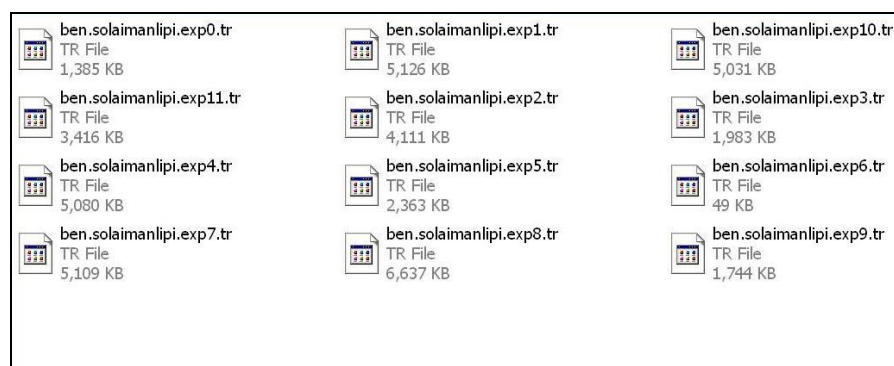 ben.solaimanlipi.exp0.tr
TR File
1,385 KB
ben.solaimanlipi.exp1.tr
TR File
5,126 KB
ben.solaimanlipi.exp10.tr
TR File
5,031 KB
ben.solaimanlipi.exp11.tr
TR File
3,416 KB
ben.solaimanlipi.exp2.tr
TR File
4,111 KB
ben.solaimanlipi.exp3.tr
TR File
1,983 KB
ben.solaimanlipi.exp4.tr
TR File
5,080 KB
ben.solaimanlipi.exp5.tr
TR File
2,363 KB
ben.solaimanlipi.exp6.tr
TR File
49 KB
ben.solaimanlipi.exp7.tr
TR File
5,109 KB
ben.solaimanlipi.exp8.tr
TR File
6,637 KB
ben.solaimanlipi.exp9.tr
TR File
1,744 KB